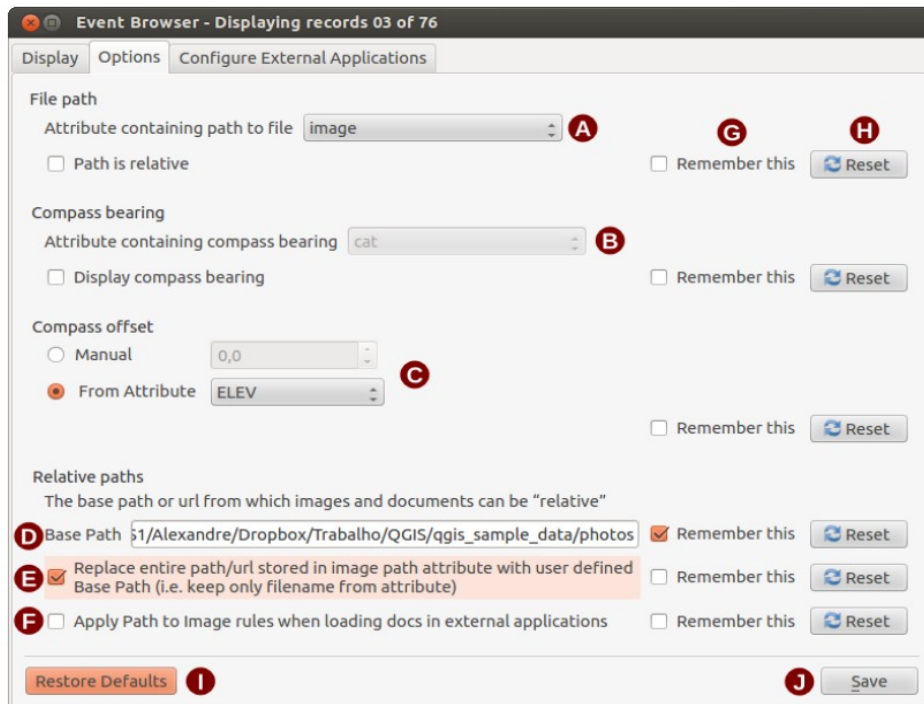 Event Browser - Displaying records 03 of 76
Display Options Configure External Applications
File path
Attribute containing path to file image A G H
Path is relative Remember this Reset
Compass bearing
Attribute containing compass bearing cat B
Display compass bearing Remember this Reset
Compass offset
Manual 0,0
From Attribute ELEV C
Remember this Reset
Relative paths
The base path or url from which images and documents can be “relative”
D Base Path 51/Alexandre/Dropbox/Trabalho/QGIS/qgis_sample_data/photos Remember this Reset
E Replace entire path/url stored in image path attribute with user defined
Base Path (i.e. keep only filename from attribute) Remember this Reset
F Apply Path to Image rules when loading docs in external applications Remember this Reset
Restore Defaults I J Save